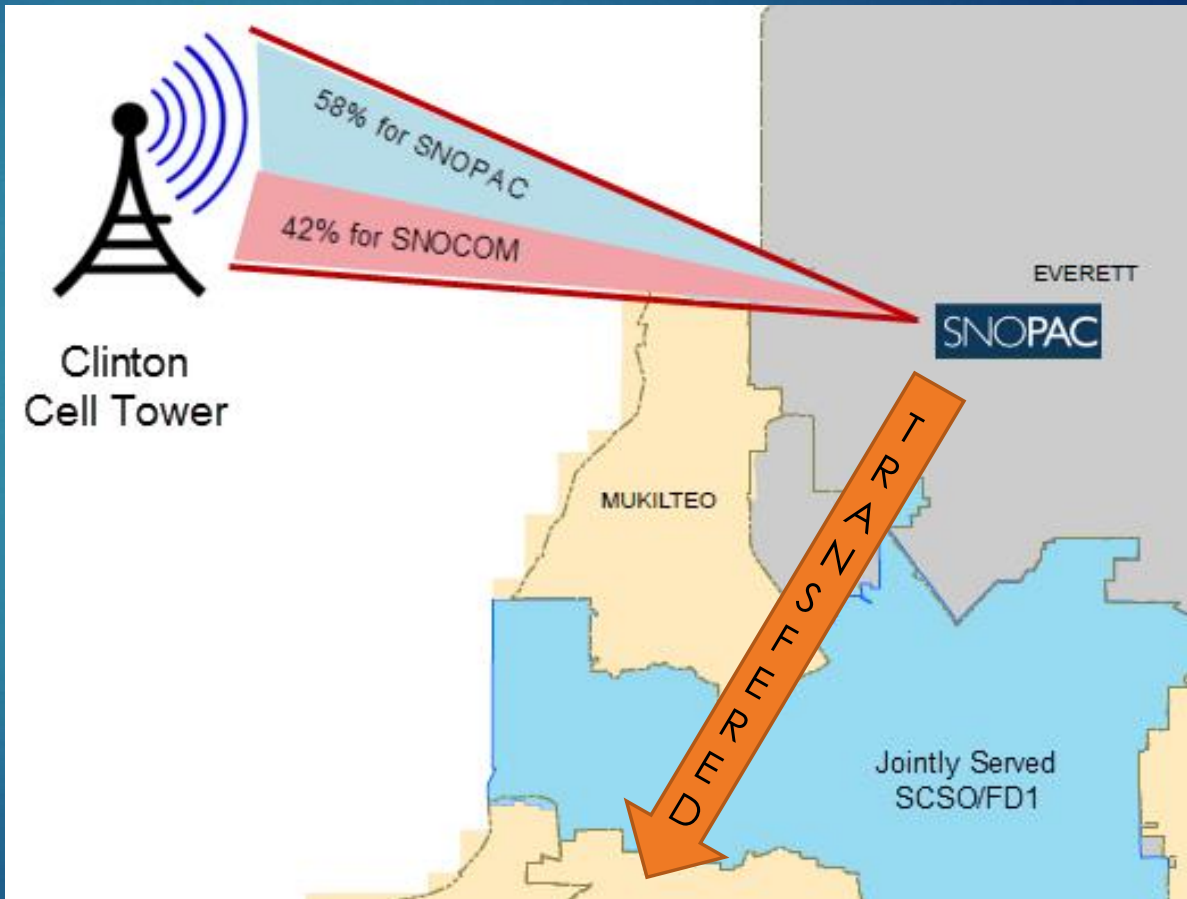 58% for SNOPAC
42% for SNOCOM
Clinton
Cell Tower
EVERETT
SNOPAC
MUKILTEO
TRANSFERED
Jointly Served
SCSO/FD1